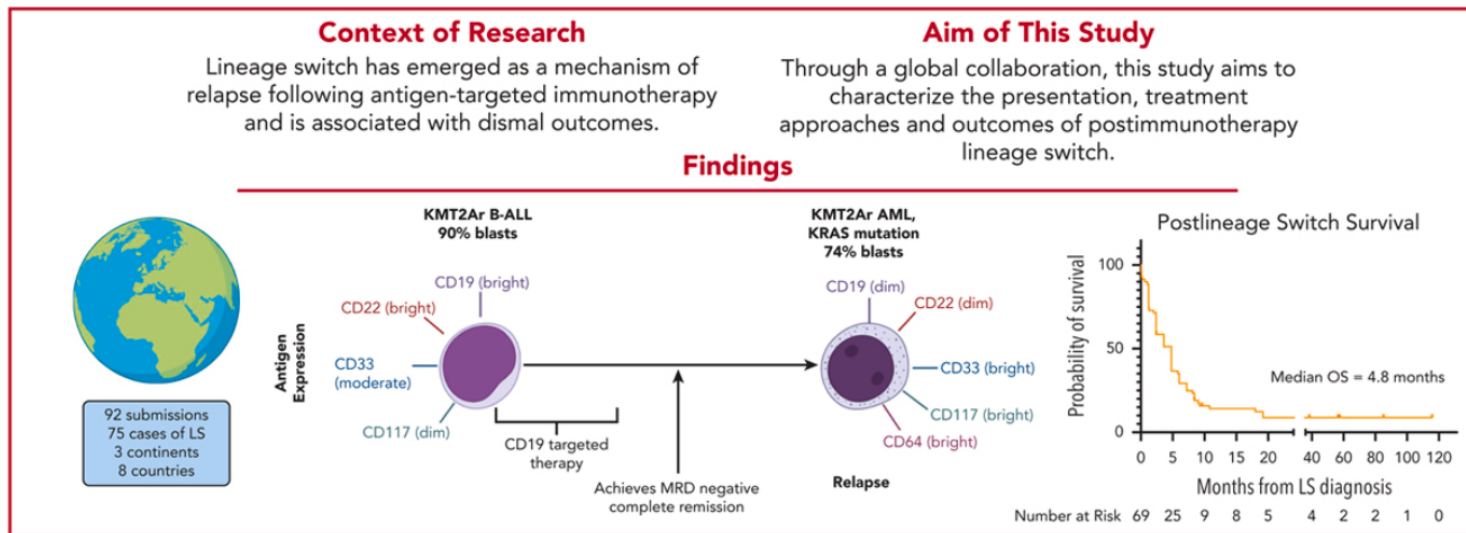 Context of Research
Lineage switch has emerged as a mechanism of
relapse following antigen-targeted immunotherapy
and is associated with dismal outcomes.
Aim of This Study
Through a global collaboration, this study aims to
characterize the presentation, treatment
approaches and outcomes of postimmunotherapy
lineage switch.
Findings
92 submissions
75 cases of LS
3 continents
8 countries
Antigen
Expression
KMT2Ar B-ALL
90% blasts
CD19 (bright)
CD22 (bright)
CD33
(moderate)
CD117 (dim)
CD19 targeted
therapy
Achieves MRD negative
complete remission
KMT2Ar AML,
KRAS mutation
74% blasts
CD19 (dim)
CD22 (dim)
CD33 (bright)
CD117 (bright)
CD64 (bright)
Relapse
Postlineage Switch Survival
Probability of survival
100
50
0
Median OS = 4.8 months
0 5 10 15 20 40 60 80 100 120
Months from LS diagnosis
Number at Risk 69 25 9 8 5 4 2 2 1 0